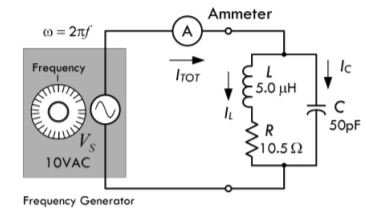 Ammeter
ω = 2πf
A
Frequency
I_TOT
L
5.0 μH
I_L
I_C
C
50pF
R
10.5 Ω
V_S
10VAC
Frequency Generator